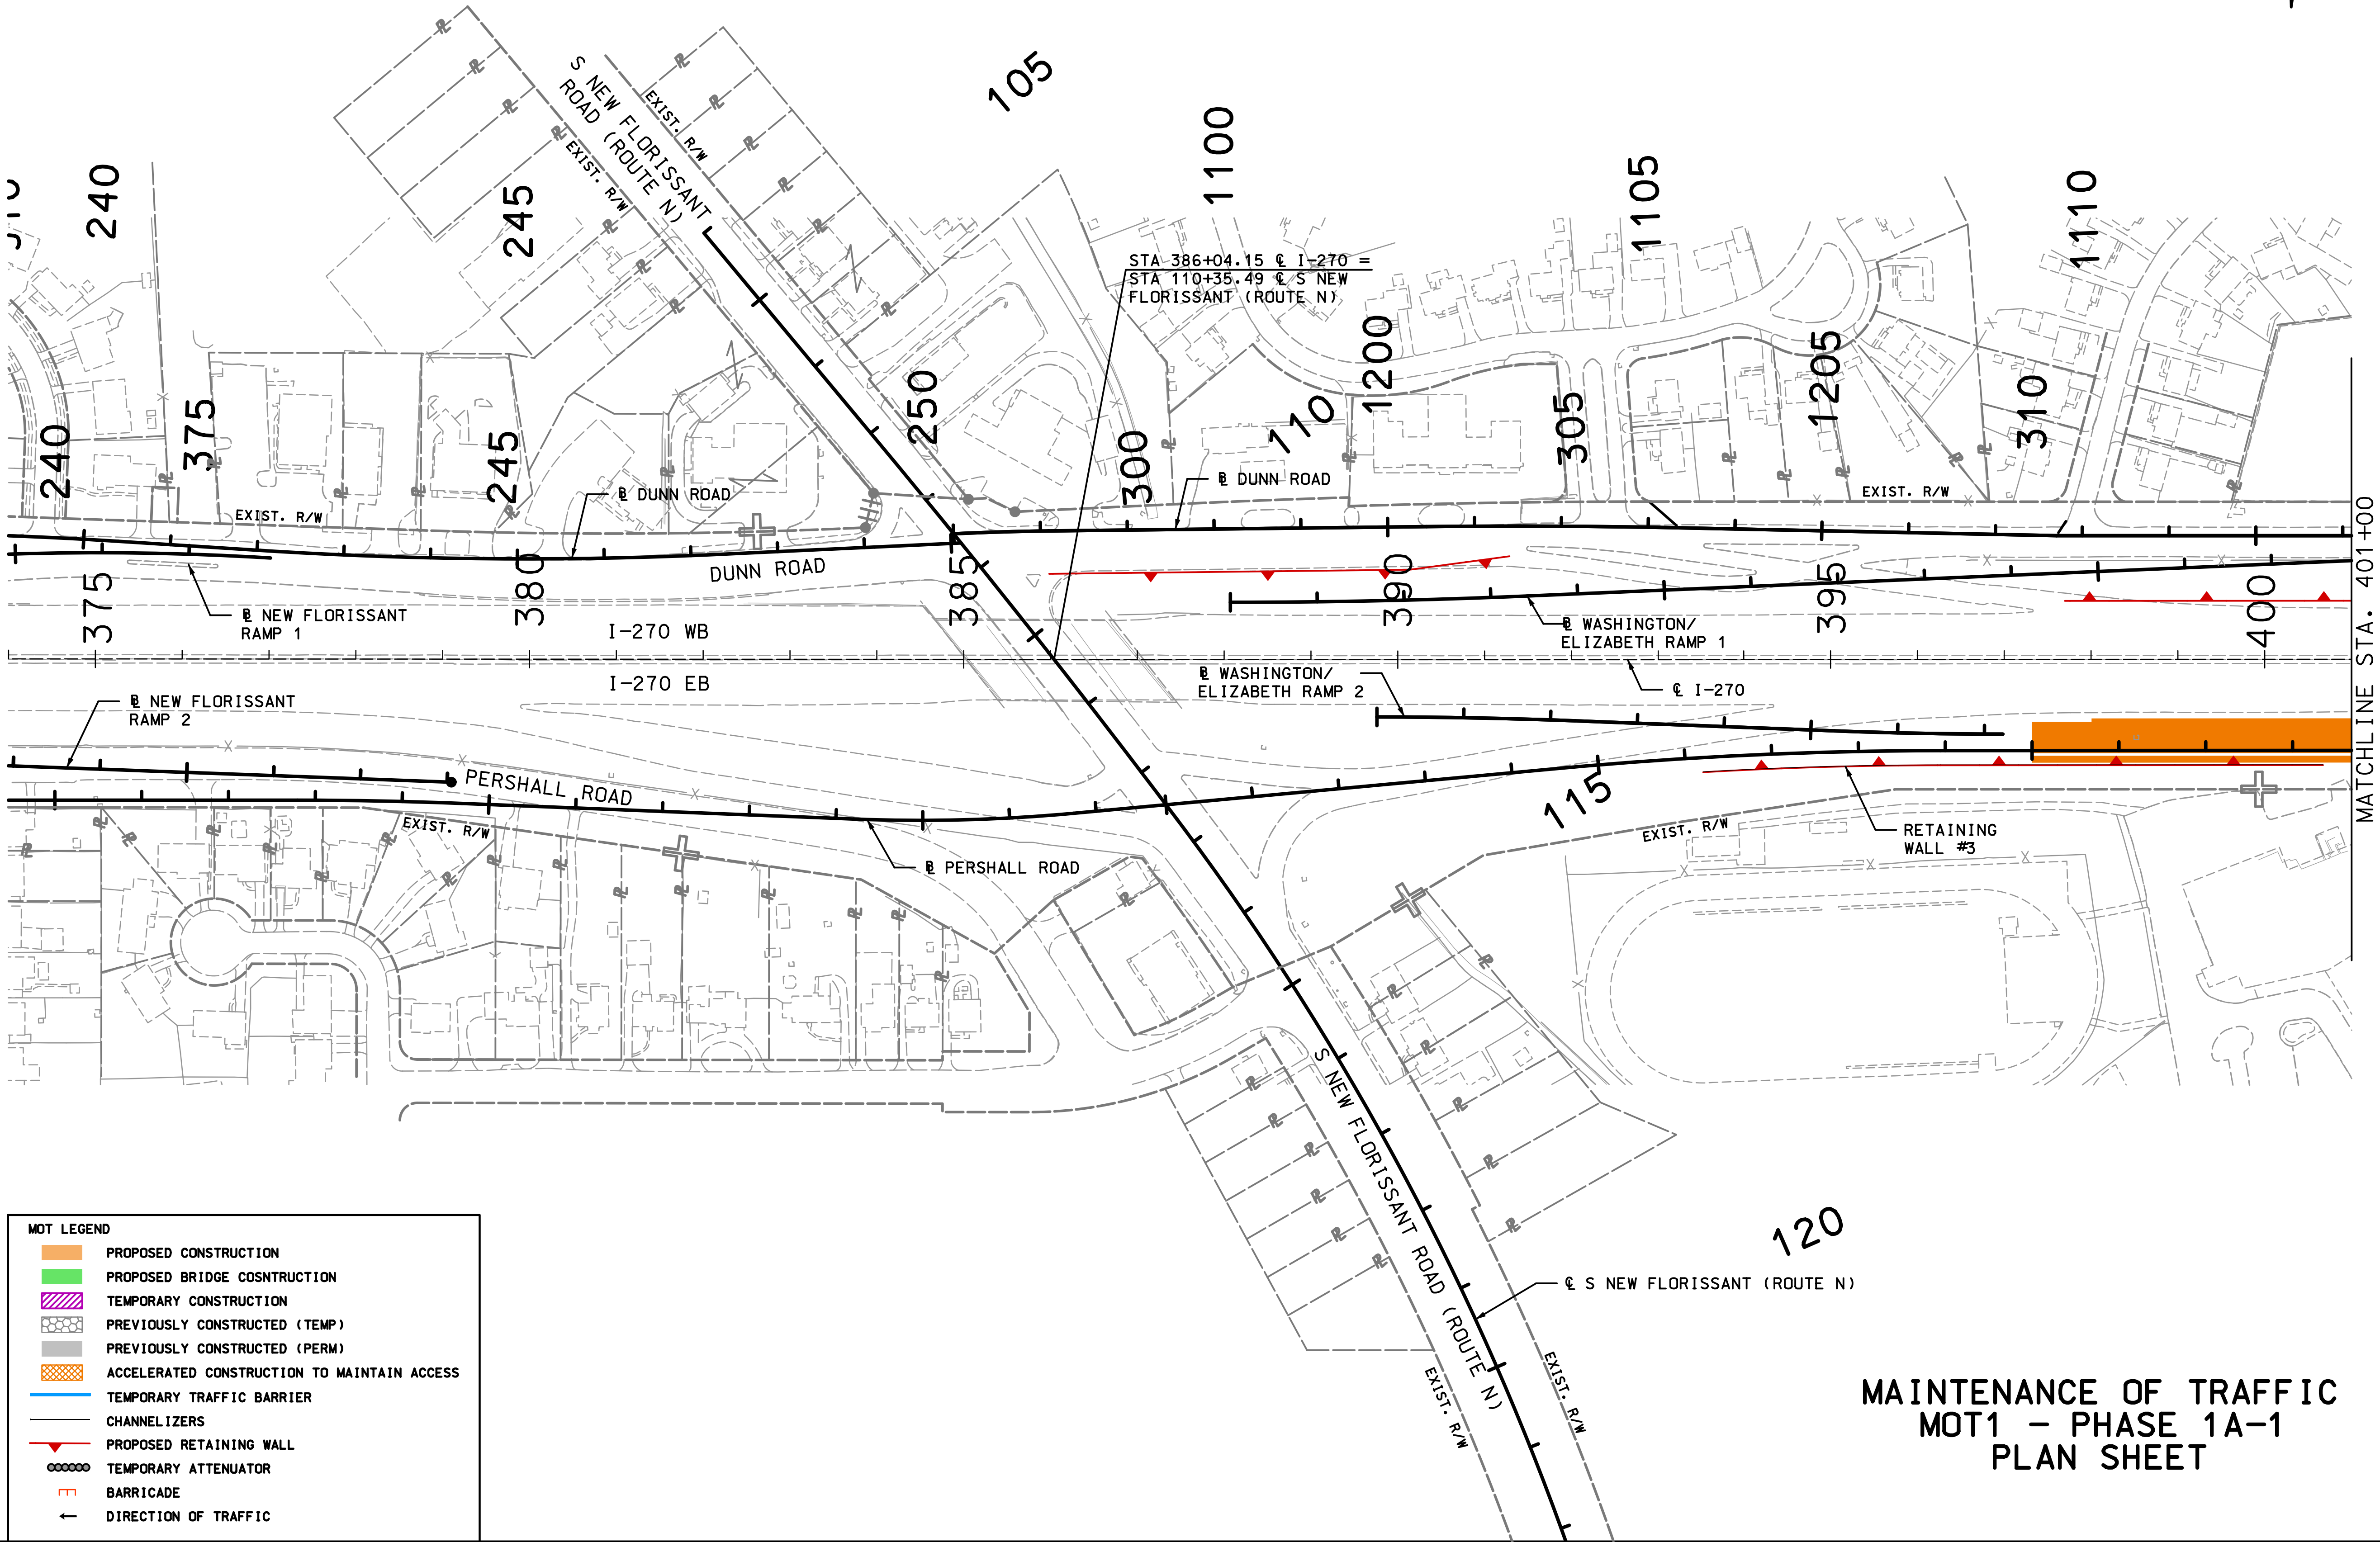 S NEW FLORISSANT
ROAD (ROUTE N)
EXIST. R/W
EXIST. R/W
105
1100
1105
1110
240
245
STA 386+04.15 ℄ I-270 =
STA 110+35.49 ℄ S NEW
FLORISSANT (ROUTE N)
240
375
245
250
300
110
1200
305
1205
310
EXIST. R/W
℄ DUNN ROAD
℄ DUNN ROAD
EXIST. R/W
DUNN ROAD
375
380
385
390
395
400
MATCHLINE STA. 401+00
℄ NEW FLORISSANT
RAMP 1
I-270 WB
℄ WASHINGTON/
ELIZABETH RAMP 1
I-270 EB
℄ WASHINGTON/
ELIZABETH RAMP 2
℄ I-270
℄ NEW FLORISSANT
RAMP 2
PERSHALL ROAD
EXIST. R/W
℄ PERSHALL ROAD
115
EXIST. R/W
RETAINING
WALL #3
S NEW FLORISSANT ROAD (ROUTE N)
120
℄ S NEW FLORISSANT (ROUTE N)
EXIST. R/W
EXIST. R/W
MOT LEGEND
PROPOSED CONSTRUCTION
PROPOSED BRIDGE COSNTRUCTION
TEMPORARY CONSTRUCTION
PREVIOUSLY CONSTRUCTED (TEMP)
PREVIOUSLY CONSTRUCTED (PERM)
ACCELERATED CONSTRUCTION TO MAINTAIN ACCESS
TEMPORARY TRAFFIC BARRIER
CHANNELIZERS
PROPOSED RETAINING WALL
TEMPORARY ATTENUATOR
BARRICADE
DIRECTION OF TRAFFIC
MAINTENANCE OF TRAFFIC
MOT1 - PHASE 1A-1
PLAN SHEET